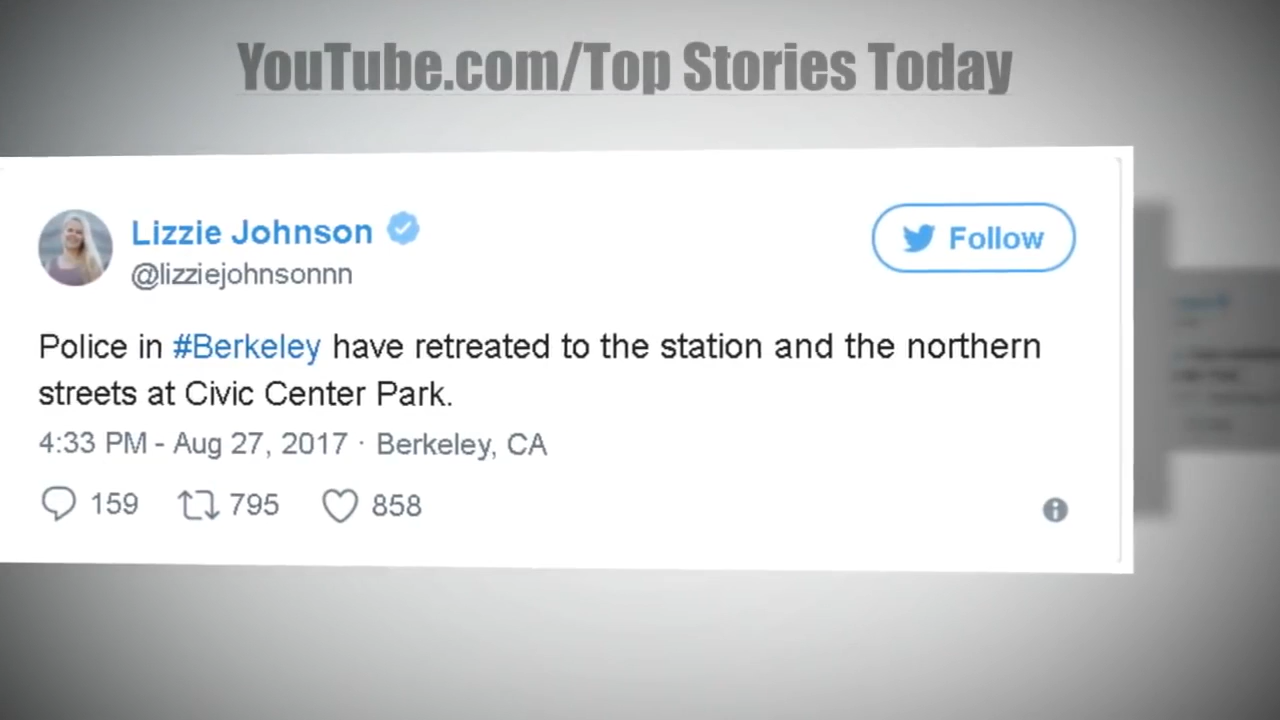 YouTube.com/Top Stories Today
Lizzie Johnson
@lizziejohnsonnn
Follow
Police in #Berkeley have retreated to the station and the northern
streets at Civic Center Park.
4:33 PM - Aug 27, 2017 · Berkeley, CA
159 795 858